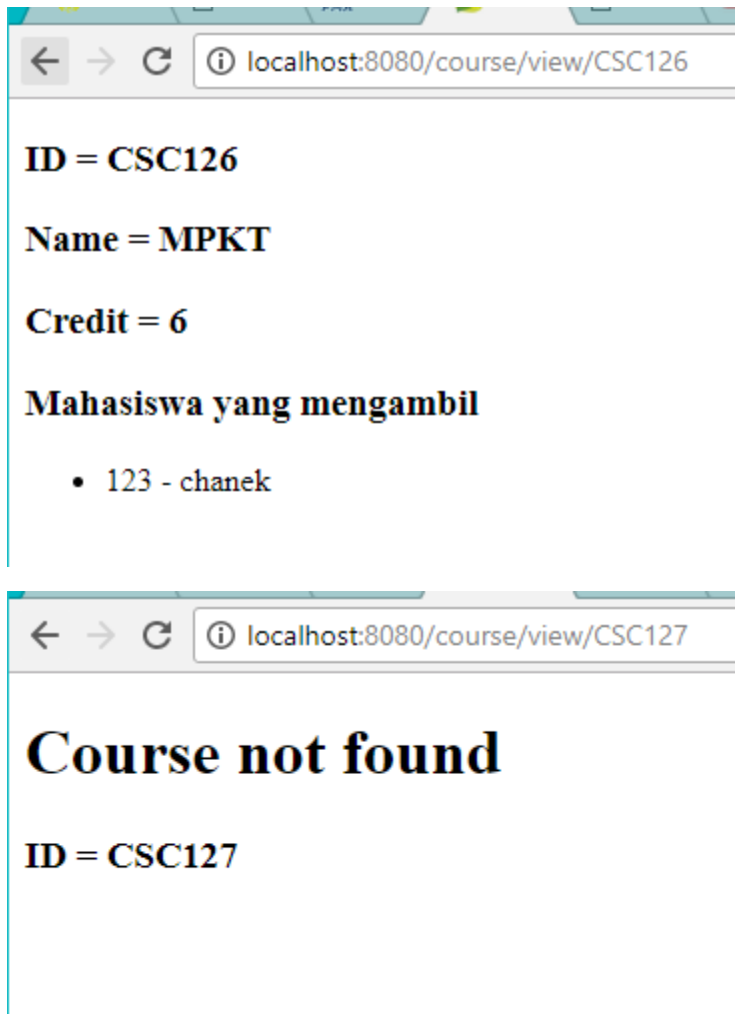 localhost:8080/course/view/CSC126
ID = CSC126
Name = MPKT
Credit = 6
Mahasiswa yang mengambil
• 123 - chanek
localhost:8080/course/view/CSC127
Course not found
ID = CSC127